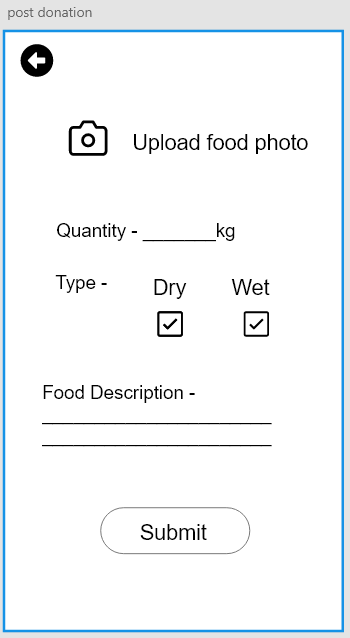 post donation
Upload food photo
Quantity - _______kg
Type -
Dry Wet
Food Description -
______________________
______________________
Submit